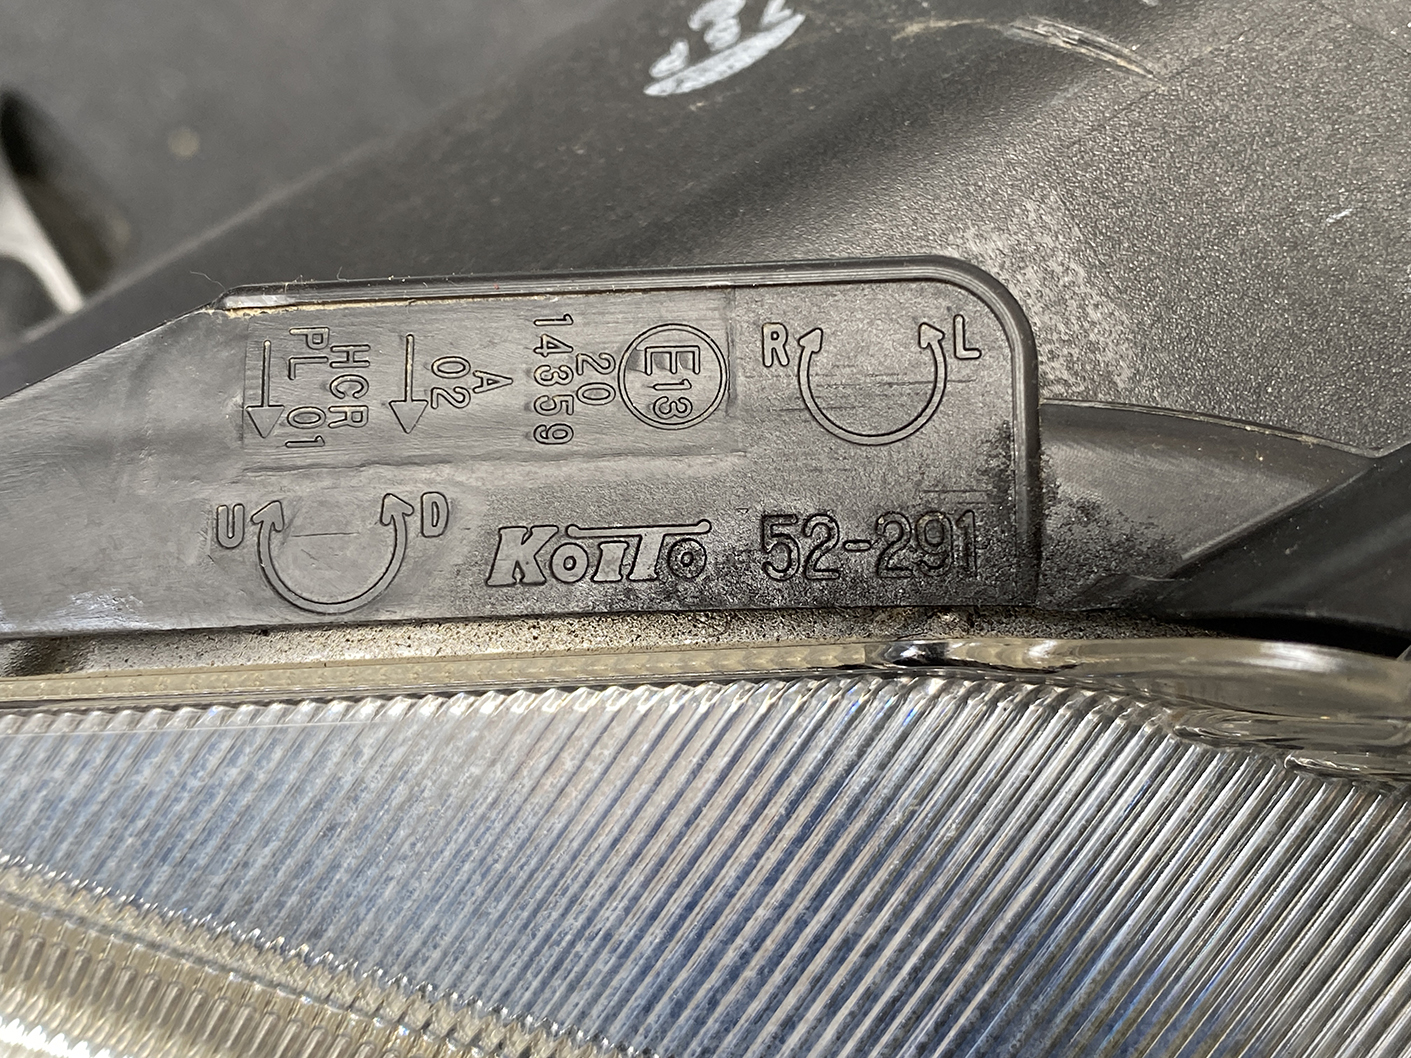 R L
E13
20
14359
A
02
HCR
PL 01
U D
KOITO 52-291